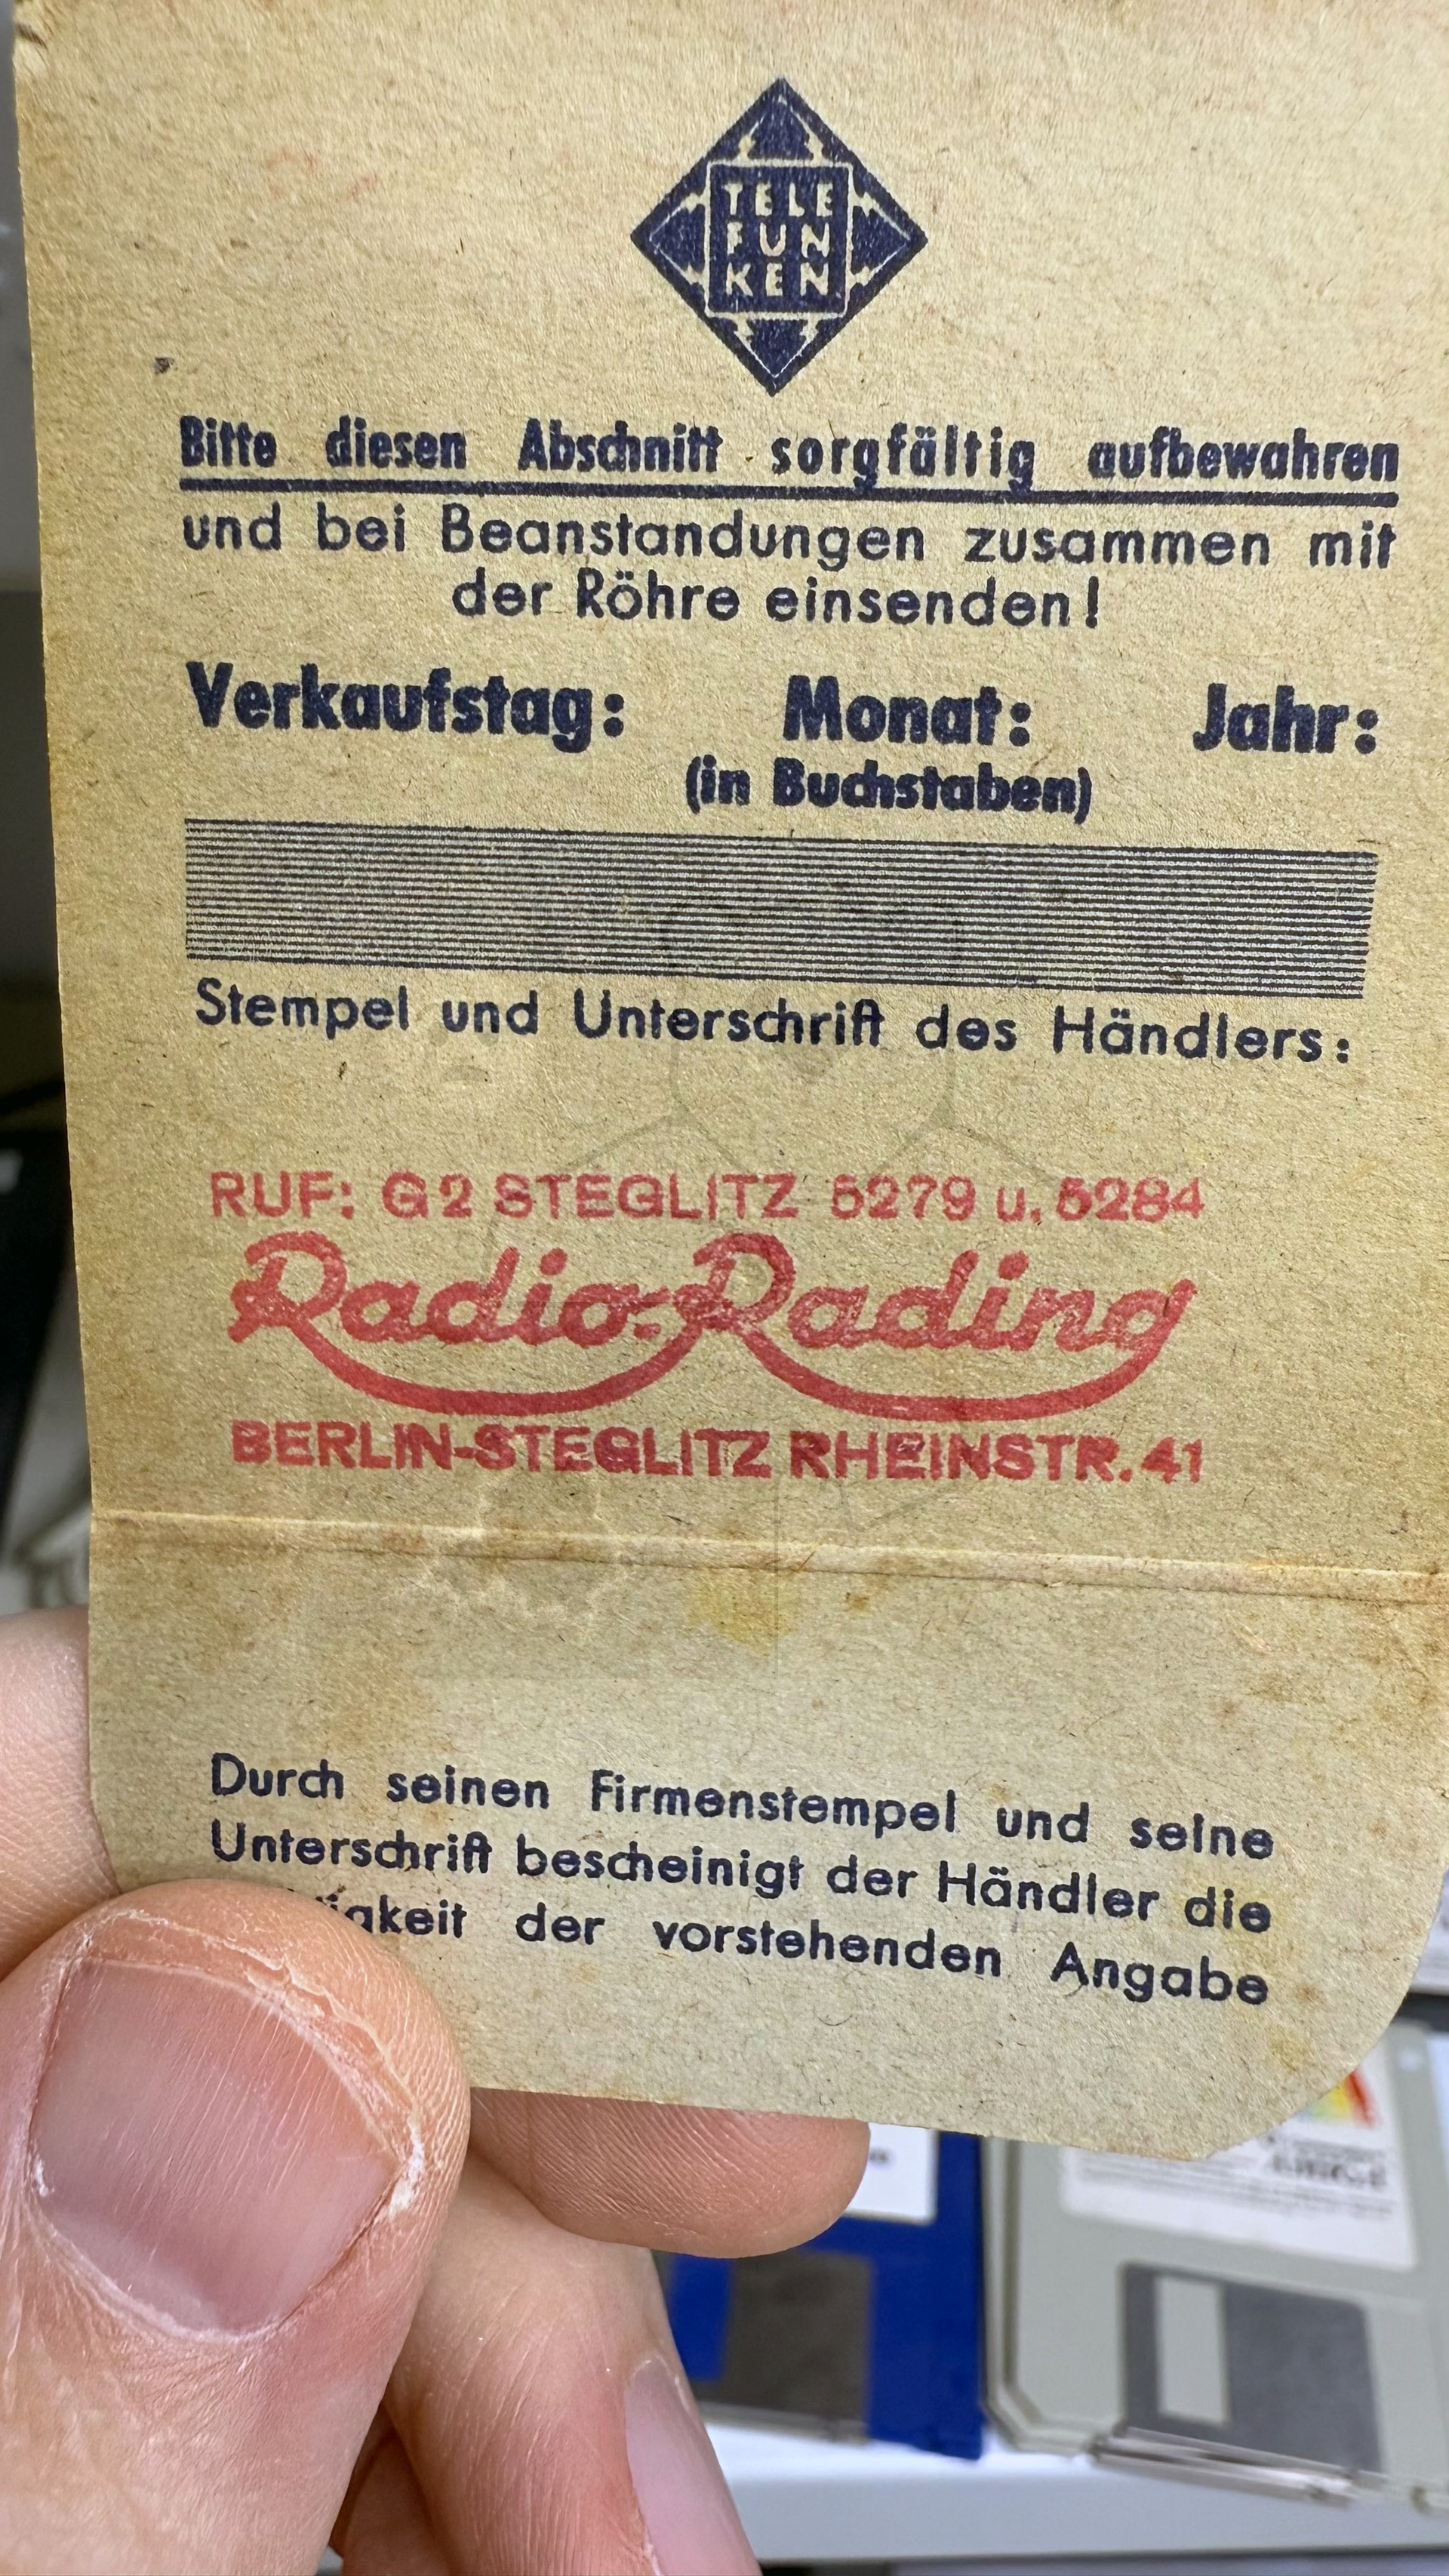 TELE
FUN
KEN
Bitte diesen Abschnitt sorgfältig aufbewahren
und bei Beanstandungen zusammen mit
der Röhre einsenden!
Verkaufstag: Monat: Jahr:
(in Buchstaben)
Stempel und Unterschrift des Händlers:
RUF: G2 STEGLITZ 5279 u. 5284
Radio-Rading
BERLIN-STEGLITZ RHEINSTR. 41
Durch seinen Firmenstempel und seine
Unterschrift bescheinigt der Händler die
der vorstehenden Angabe